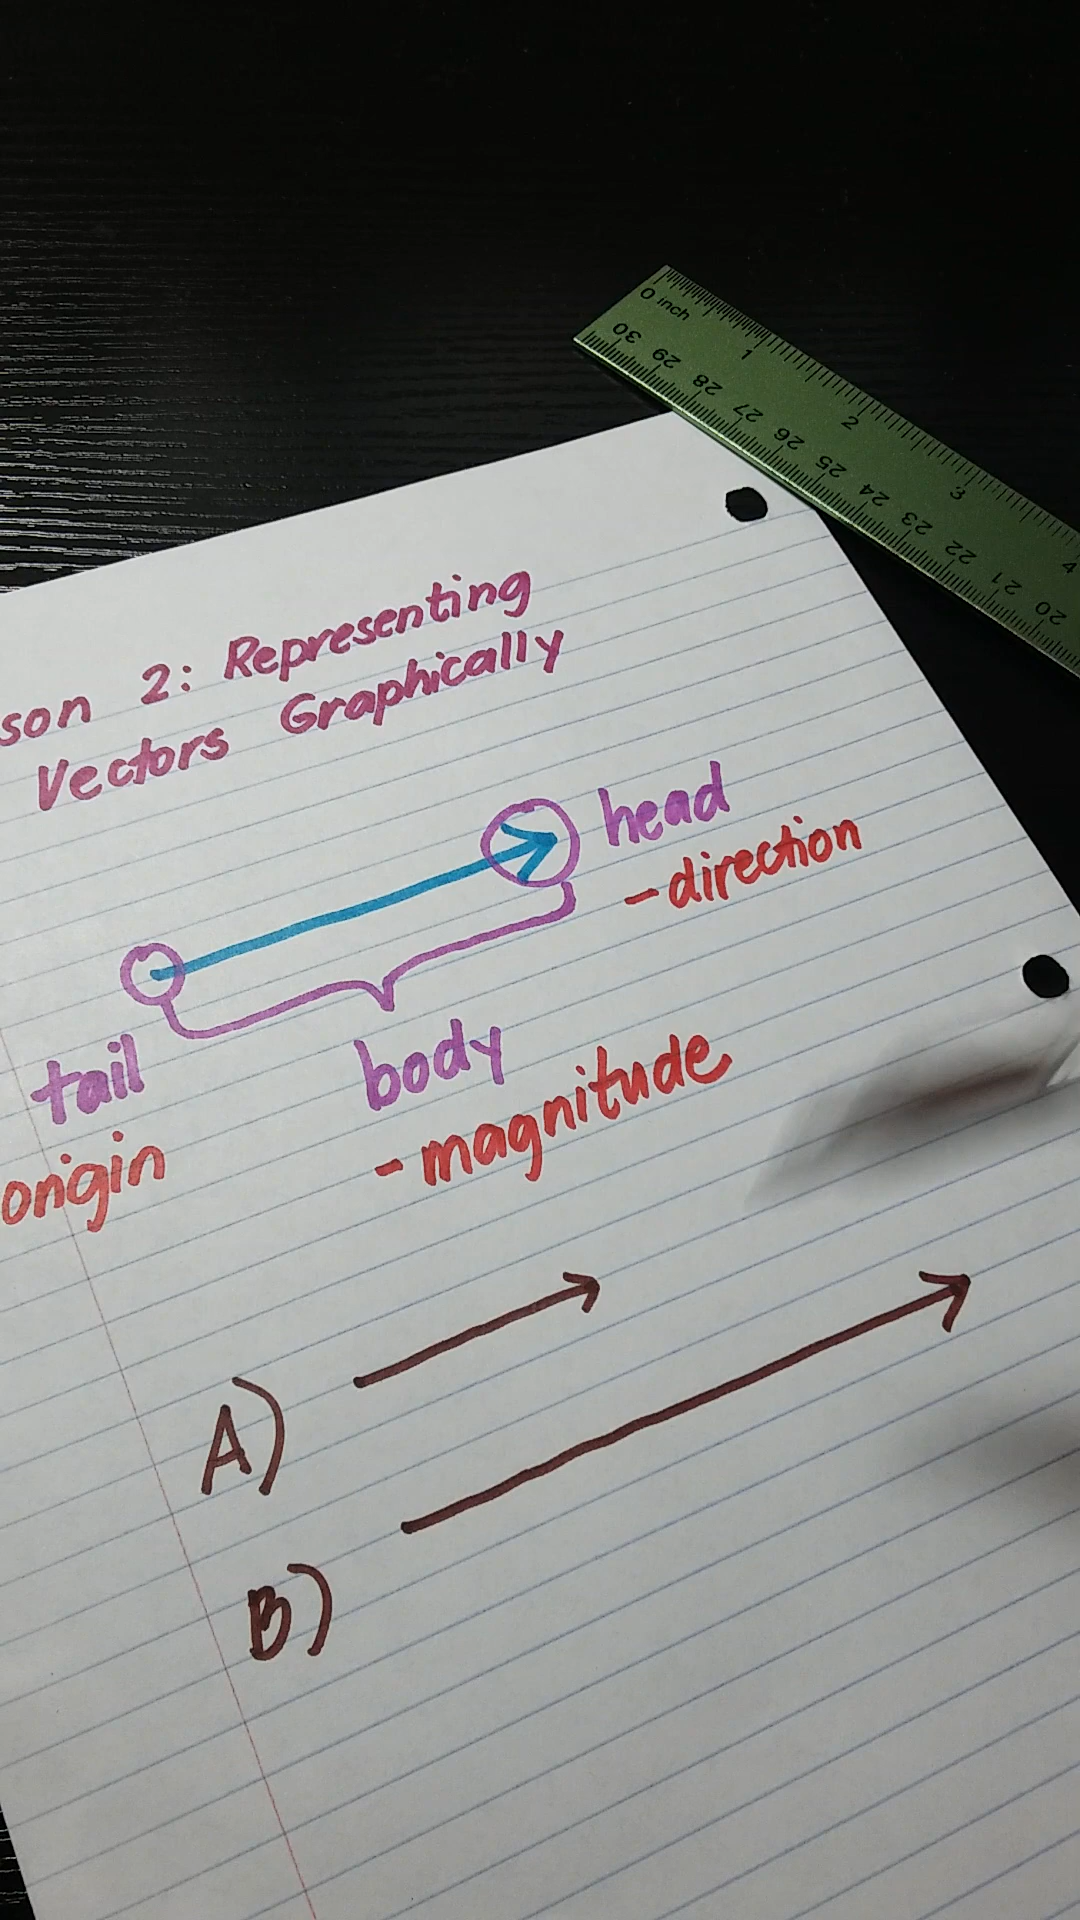 0 inch 1 2 3 4
30 29 28 27 26 25 24 23 22 21 20
son 2: Representing
Vectors Graphically
head
- direction
tail
body
origin
- magnitude
A)
B)